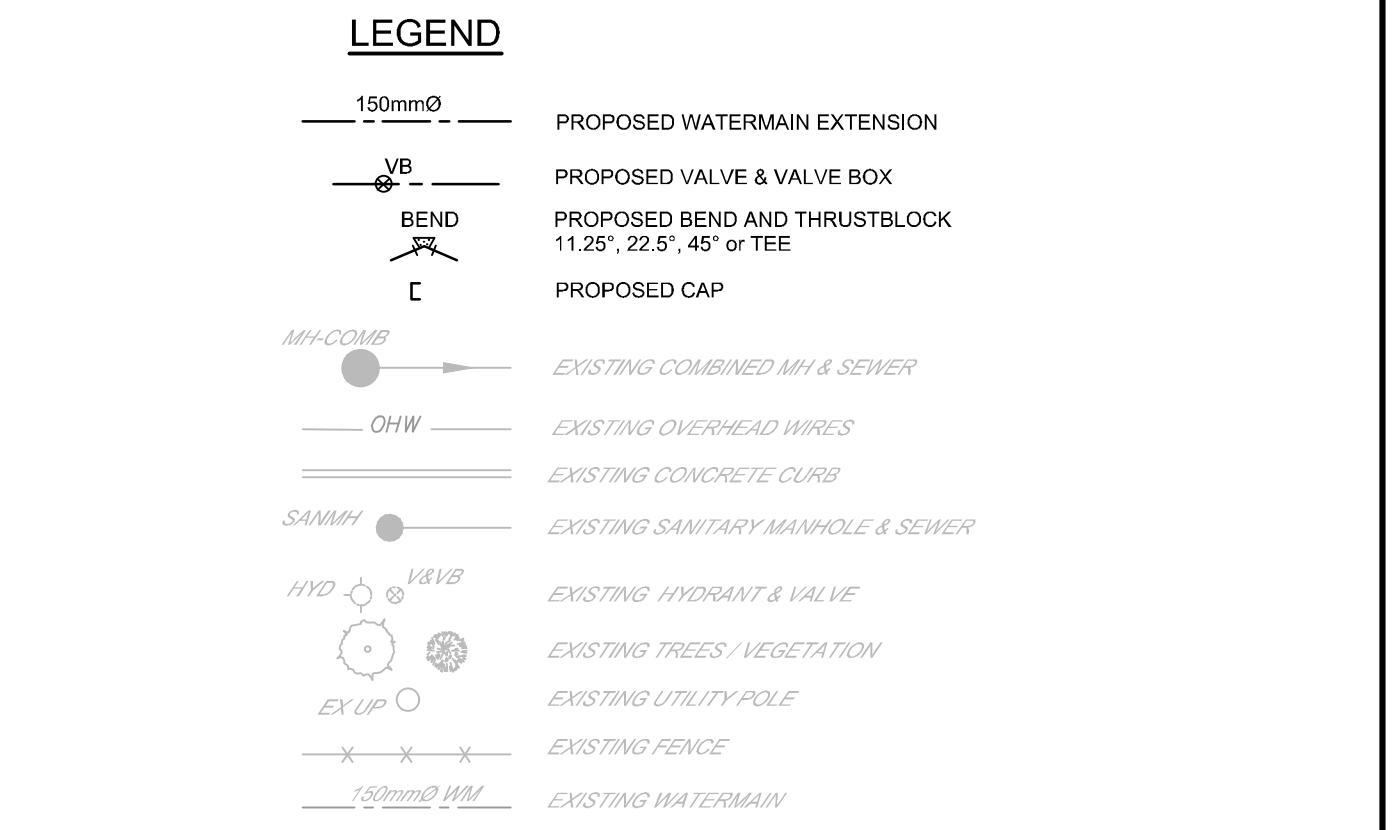 LEGEND
150mmØ
PROPOSED WATERMAIN EXTENSION
VB
PROPOSED VALVE & VALVE BOX
BEND
PROPOSED BEND AND THRUSTBLOCK
11.25°, 22.5°, 45° or TEE
PROPOSED CAP
MH-COMB
EXISTING COMBINED MH & SEWER
OHW
EXISTING OVERHEAD WIRES
EXISTING CONCRETE CURB
SANMH
EXISTING SANITARY MANHOLE & SEWER
HYD
V&VB
EXISTING HYDRANT & VALVE
EXISTING TREES / VEGETATION
EX UP
EXISTING UTILITY POLE
EXISTING FENCE
150mmØ WM
EXISTING WATERMAIN